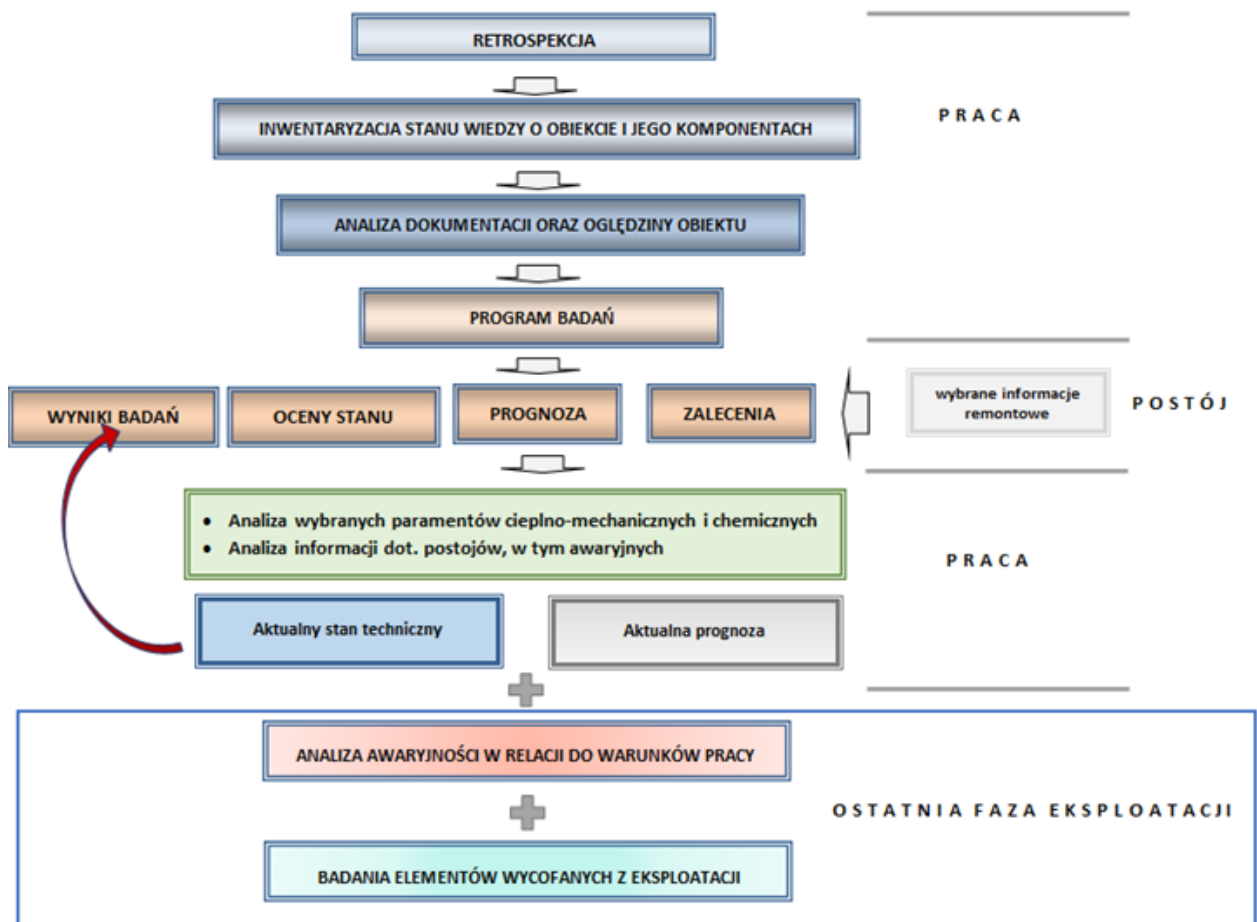 RETROSPEKCJA
PRACA
INWENTARYZACJA STANU WIEDZY O OBIEKCIE I JEGO KOMPONENTACH
ANALIZA DOKUMENTACJI ORAZ OGLĘDZINY OBIEKTU
PROGRAM BADAŃ
WYNIKI BADAŃ
OCENY STANU
PROGNOZA
ZALECENIA
wybrane informacje
remontowe
POSTÓJ
• Analiza wybranych paramentów cieplno-mechanicznych i chemicznych
• Analiza informacji dot. postojów, w tym awaryjnych
PRACA
Aktualny stan techniczny
Aktualna prognoza
ANALIZA AWARYJNOŚCI W RELACJI DO WARUNKÓW PRACY
OSTATNIA FAZA EKSPLOATACJI
BADANIA ELEMENTÓW WYCOFANYCH Z EKSPLOATACJI